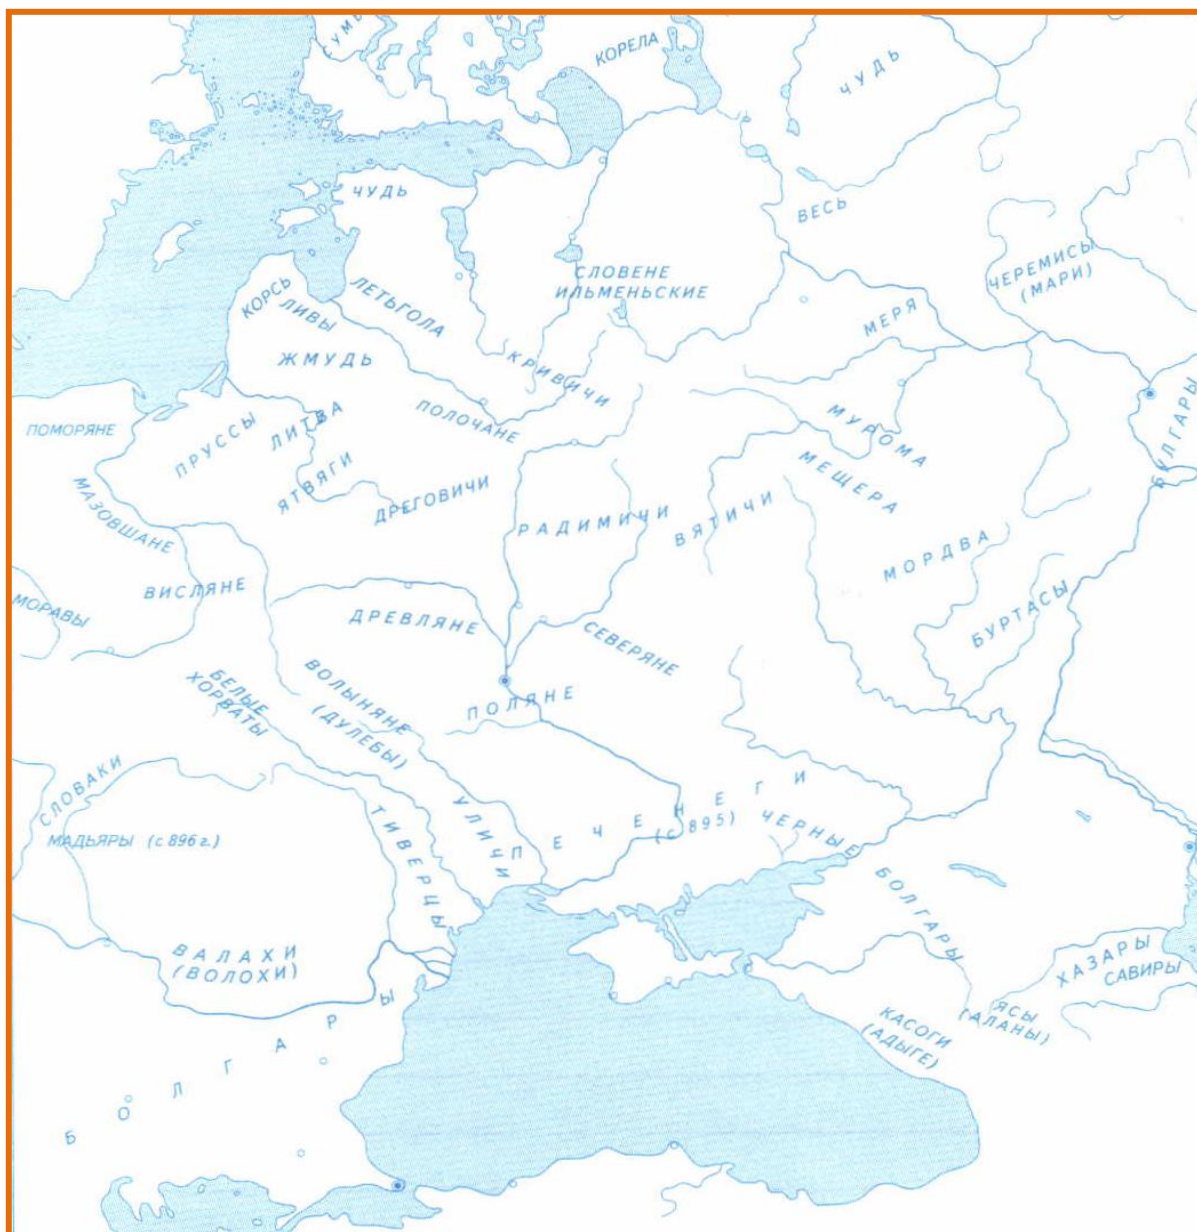 СУМЬ
КОРЕЛА
ЧУДЬ
ЧУДЬ
ВЕСЬ
ЧЕРЕМИСЫ
(МАРИ)
СЛОВЕНЕ
ИЛЬМЕНЬСКИЕ
КОРСЬ
ЛИВЫ
ЛЕТЬГОЛА
МЕРЯ
ЖМУДЬ
КРИВИЧИ
ПОЛОЧАНЕ
ЛИТВА
ПРУССЫ
ПОМОРЯНЕ
МУРОМА
МЕЩЕРА
БУЛГАРЫ
ЯТВЯГИ
ДРЕГОВИЧИ
МАЗОВШАНЕ
РАДИМИЧИ
ВЯТИЧИ
МОРДВА
ВИСЛЯНЕ
МОРАВЫ
ДРЕВЛЯНЕ
СЕВЕРЯНЕ
БУРТАСЫ
БЕЛЫЕ
ХОРВАТЫ
ВОЛЫНЯНЕ
(ДУЛЕБЫ)
ПОЛЯНЕ
СЛОВАКИ
МАДЬЯРЫ (с 896 г.)
ТИВЕРЦЫ
УЛИЧИ
ПЕЧЕНЕГИ
(с 895)
ЧЕРНЫЕ
БОЛГАРЫ
ВАЛАХИ
(ВОЛОХИ)
ХАЗАРЫ
САВИРЫ
ЯСЫ
(АЛАНЫ)
КАСОГИ
(АДЫГЕ)
БОЛГАРЫ